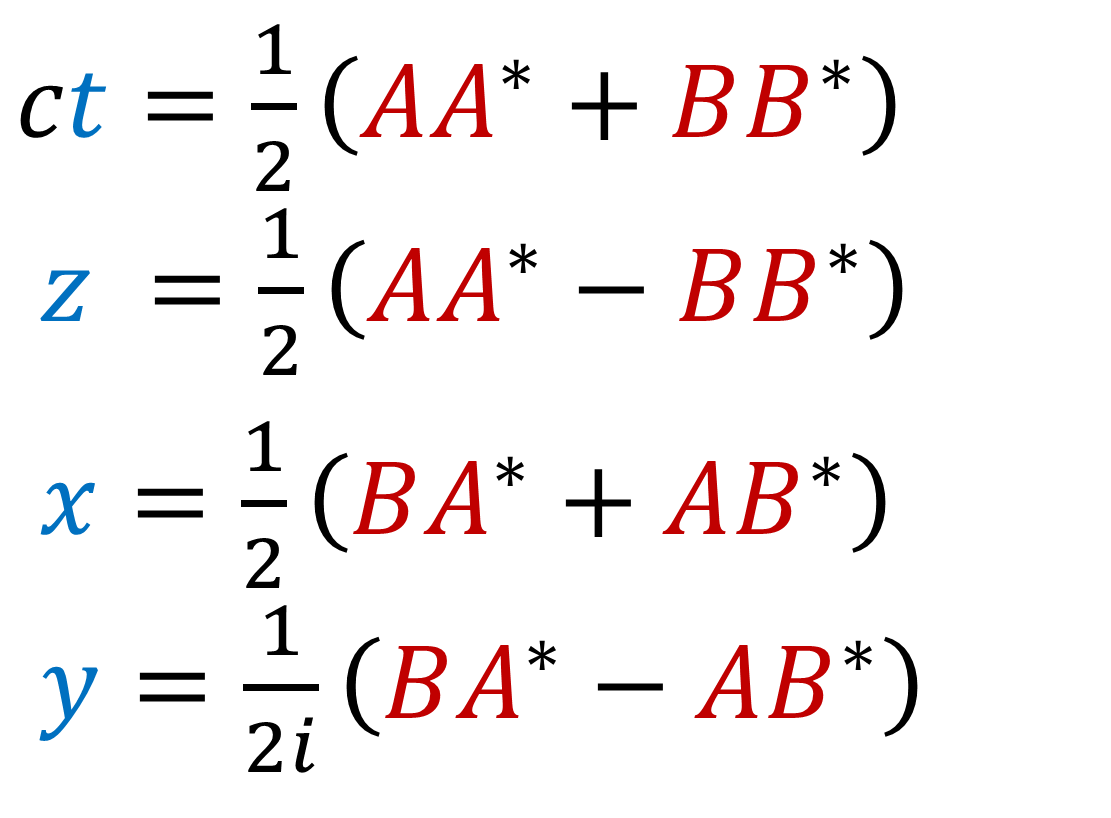 ct = 1/2 (AA* + BB*)
z = 1/2 (AA* − BB*)
x = 1/2 (BA* + AB*)
y = 1/2i (BA* − AB*)